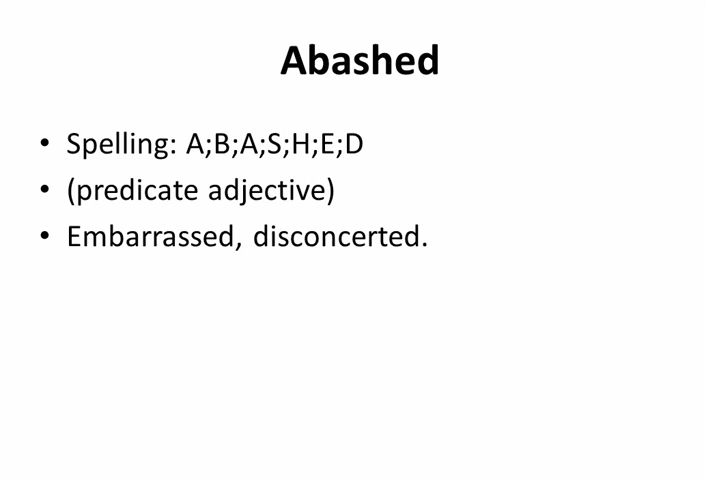 Abashed
• Spelling: A;B;A;S;H;E;D
• (predicate adjective)
• Embarrassed, disconcerted.